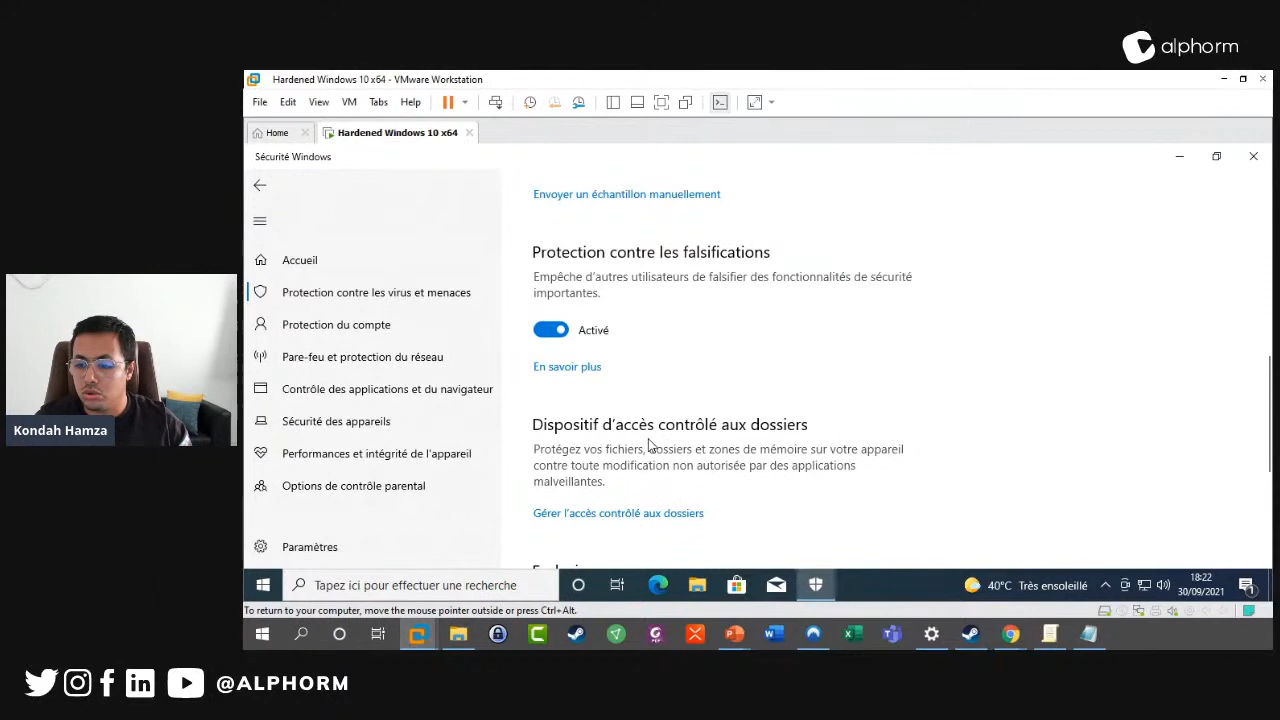 alphorm
Hardened Windows 10 x64 - VMware Workstation
File Edit View VM Tabs Help
Home
Hardened Windows 10 x64
Sécurité Windows
Accueil
Protection contre les virus et menaces
Protection du compte
Pare-feu et protection du réseau
Contrôle des applications et du navigateur
Sécurité des appareils
Performances et intégrité de l'appareil
Options de contrôle parental
Paramètres
Envoyer un échantillon manuellement
Protection contre les falsifications
Empêche d'autres utilisateurs de falsifier des fonctionnalités de sécurité
importantes.
Activé
En savoir plus
Dispositif d'accès contrôlé aux dossiers
Protégez vos fichiers, dossiers et zones de mémoire sur votre appareil
contre toute modification non autorisée par des applications
malveillantes.
Gérer l'accès contrôlé aux dossiers
Kondah Hamza
Tapez ici pour effectuer une recherche
40°C Très ensoleillé
18:22
30/09/2021
1
To return to your computer, move the mouse pointer outside or press Ctrl+Alt.
@ALPHORM